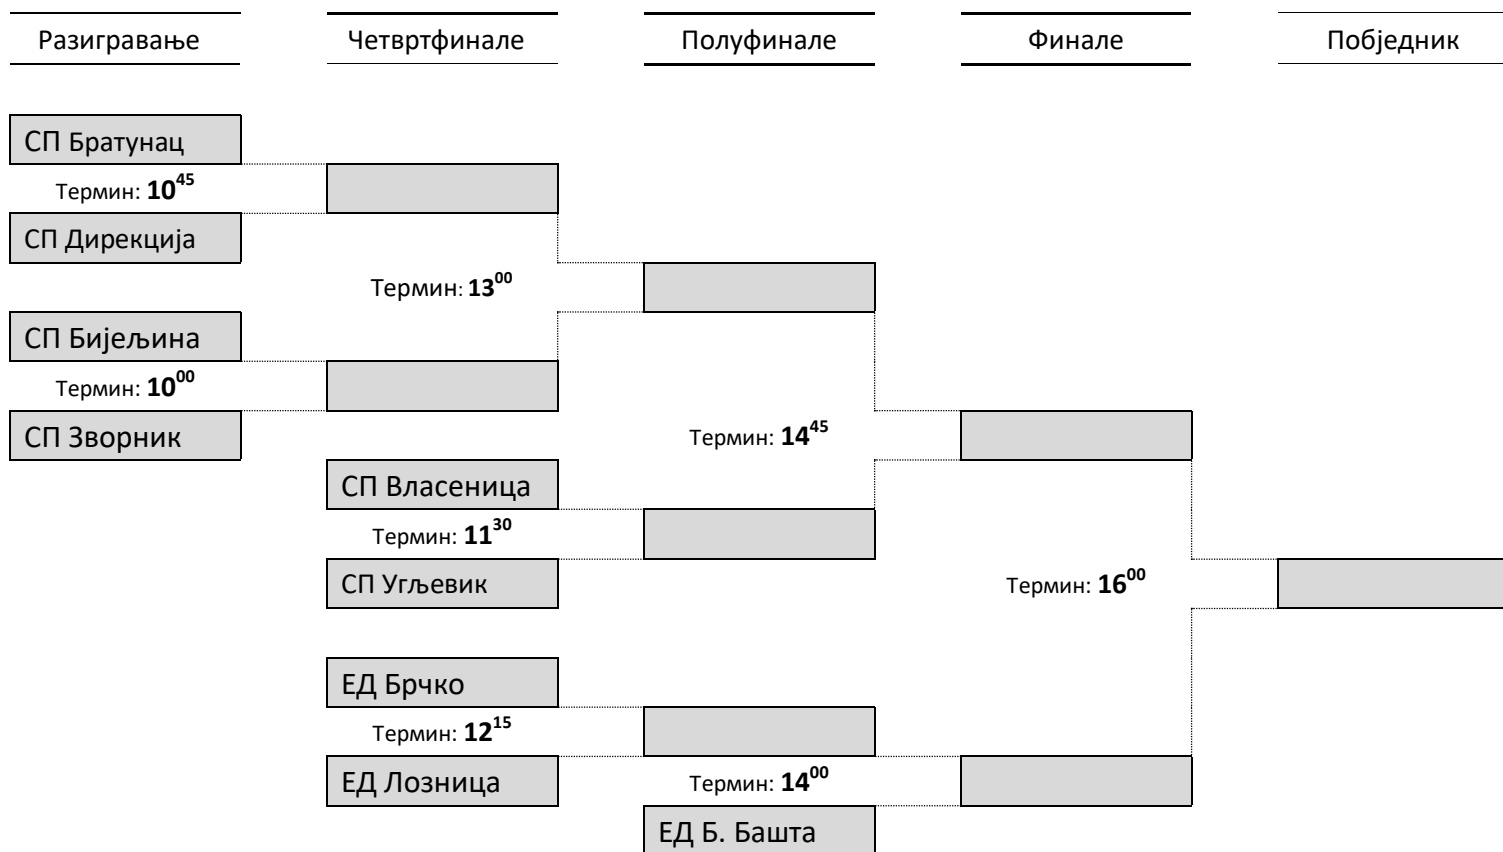 Разигравање Четвртфинале Полуфинале Финале Побједник
СП Братунац
Термин: 10⁴⁵
СП Дирекција
Термин: 13⁰⁰
СП Бијељина
Термин: 10⁰⁰
СП Зворник
Термин: 14⁴⁵
СП Власеница
Термин: 11³⁰
СП Угљевик
Термин: 16⁰⁰
ЕД Брчко
Термин: 12¹⁵
ЕД Лозница
Термин: 14⁰⁰
ЕД Б. Башта